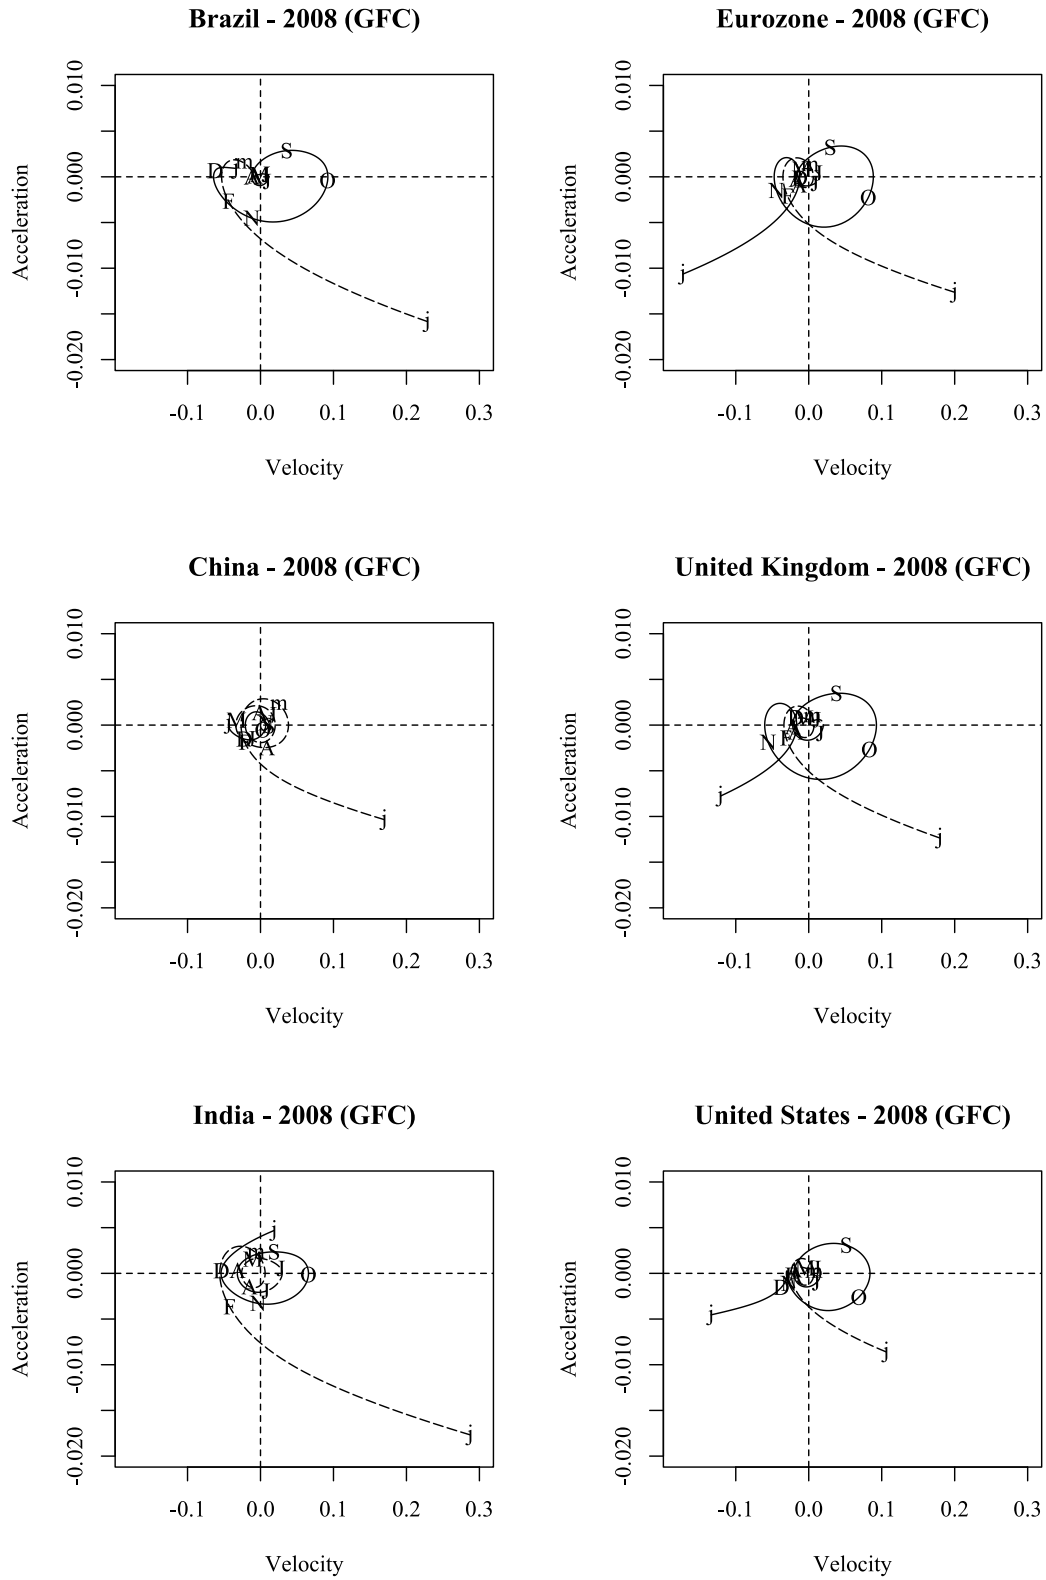 Brazil - 2008 (GFC)
Acceleration
0.010
0.000
-0.010
-0.020
D
J
m
S
O
F
N
j
-0.1 0.0 0.1 0.2 0.3
Velocity
Eurozone - 2008 (GFC)
Acceleration
0.010
0.000
-0.010
-0.020
S
O
N
F
J
j
j
-0.1 0.0 0.1 0.2 0.3
Velocity
China - 2008 (GFC)
Acceleration
0.010
0.000
-0.010
-0.020
m
M
A
A
j
-0.1 0.0 0.1 0.2 0.3
Velocity
United Kingdom - 2008 (GFC)
Acceleration
0.010
0.000
-0.010
-0.020
S
O
N
F
J
j
j
-0.1 0.0 0.1 0.2 0.3
Velocity
India - 2008 (GFC)
Acceleration
0.010
0.000
-0.010
-0.020
j
m
S
M
D
A
J
O
A
J
F
N
j
-0.1 0.0 0.1 0.2 0.3
Velocity
United States - 2008 (GFC)
Acceleration
0.010
0.000
-0.010
-0.020
S
O
D
j
j
-0.1 0.0 0.1 0.2 0.3
Velocity